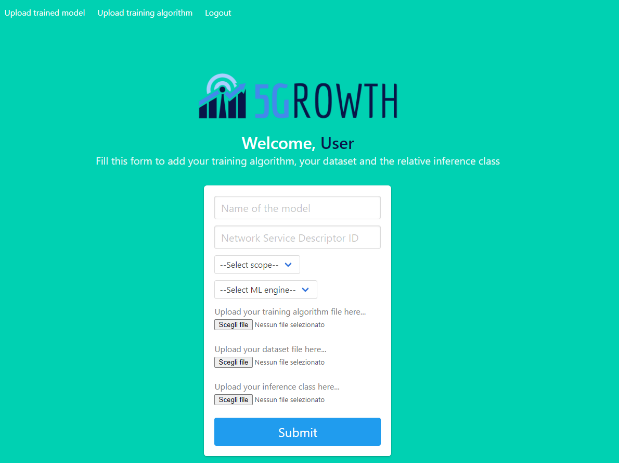 Upload trained model Upload training algorithm Logout
5GROWTH
Welcome, User
Fill this form to add your training algorithm, your dataset and the relative inference class
Name of the model
Network Service Descriptor ID
--Select scope--
--Select ML engine--
Upload your training algorithm file here...
Scegli file Nessun file selezionato
Upload your dataset file here...
Scegli file Nessun file selezionato
Upload your inference class here...
Scegli file Nessun file selezionato
Submit